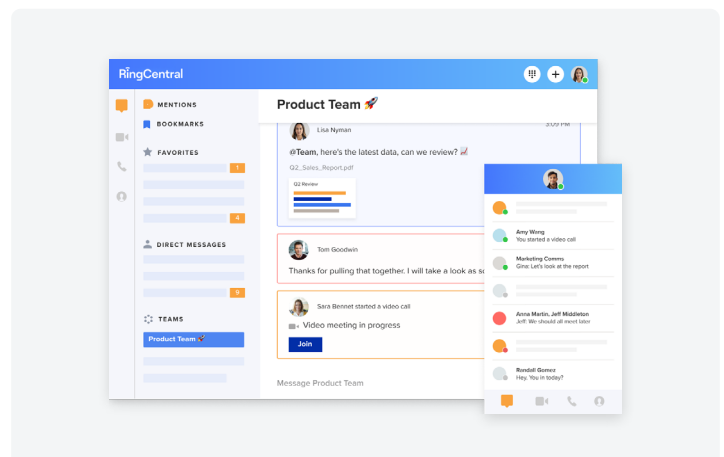 RingCentral
MENTIONS
BOOKMARKS
FAVORITES
1
4
DIRECT MESSAGES
9
TEAMS
Product Team 🚀
Product Team 🚀
Lisa Nyman
3:09 PM
@Team, here's the latest data, can we review? 📈
Q2_Sales_Report.pdf
Q2 Review
Tom Goodwin
Thanks for pulling that together. I will take a look as
Sara Bennet started a video call
Video meeting in progress
Join
Message Product Team
Amy Wong
You started a video call
Marketing Comms
Gina: Let's look at the report
Anna Martin, Jeff Middleton
Jeff: We should all meet later
Randall Gomez
Hey, You in today?